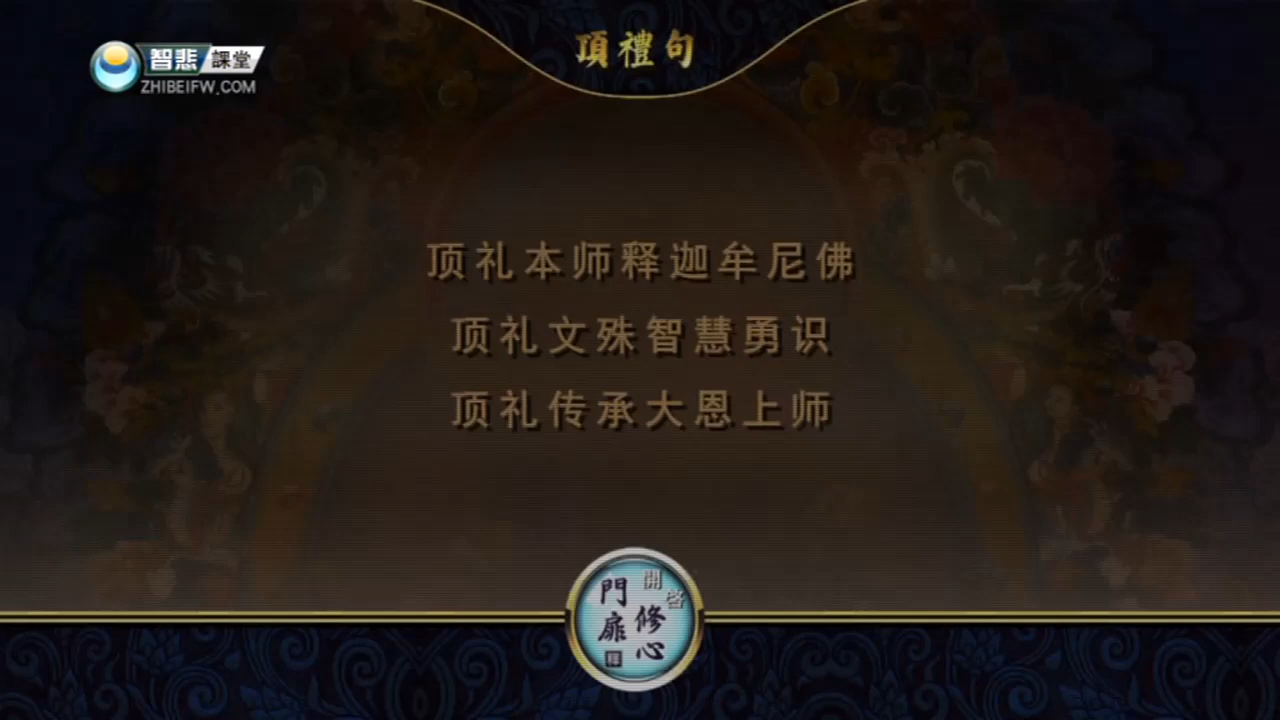 智悲課堂
ZHIBEIFW.COM
頂禮句
顶礼本师释迦牟尼佛
顶礼文殊智慧勇识
顶礼传承大恩上师
開啓
修心
門扉
釋